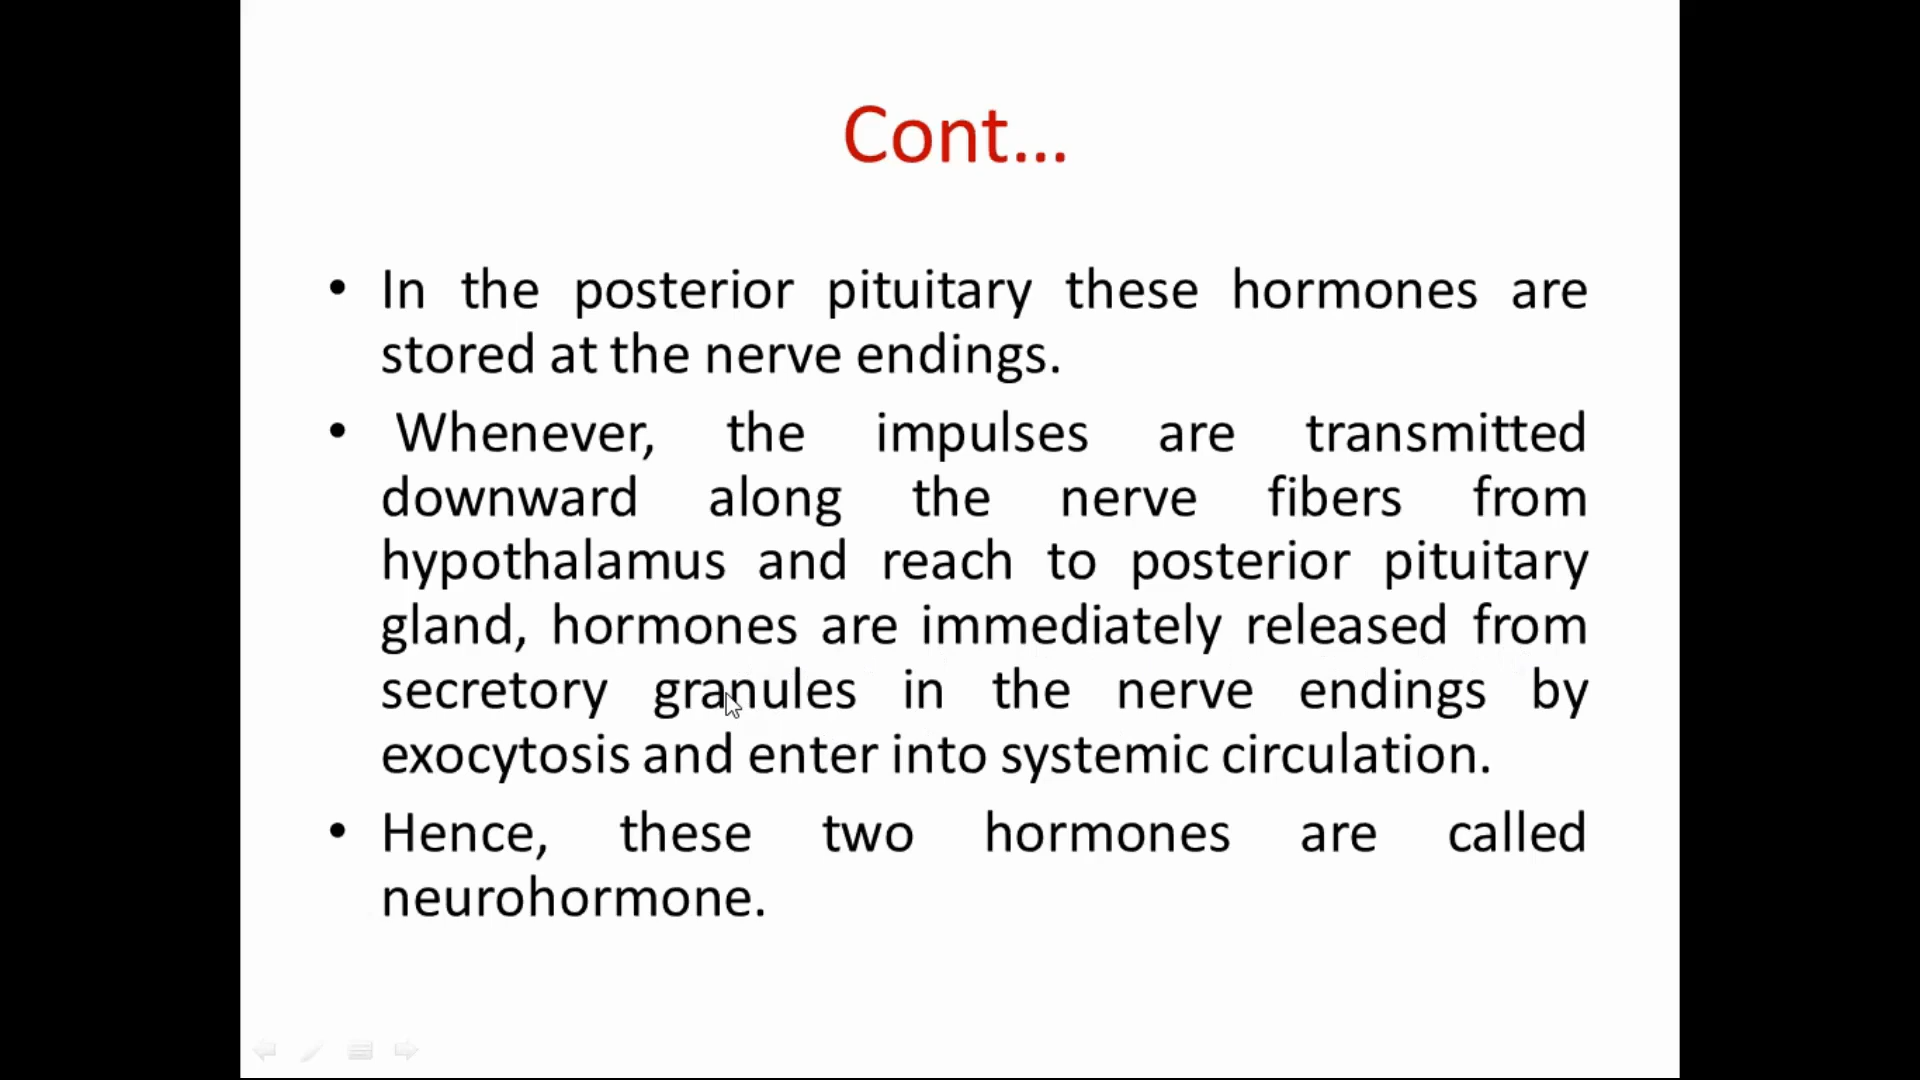 Cont...
• In the posterior pituitary these hormones are
stored at the nerve endings.
• Whenever, the impulses are transmitted
downward along the nerve fibers from
hypothalamus and reach to posterior pituitary
gland, hormones are immediately released from
secretory granules in the nerve endings by
exocytosis and enter into systemic circulation.
• Hence, these two hormones are called
neurohormone.